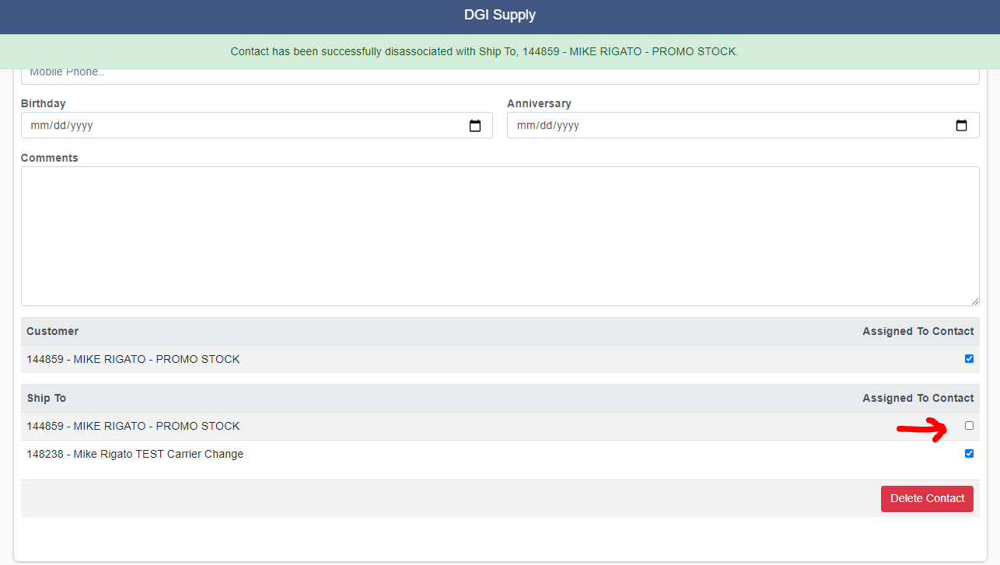 DGI Supply
Contact has been successfully disassociated with Ship To, 144859 - MIKE RIGATO - PROMO STOCK.
Mobile Phone..
Birthday Anniversary
mm/dd/yyyy mm/dd/yyyy
Comments
Customer Assigned To Contact
144859 - MIKE RIGATO - PROMO STOCK
Ship To Assigned To Contact
144859 - MIKE RIGATO - PROMO STOCK
148238 - Mike Rigato TEST Carrier Change
Delete Contact